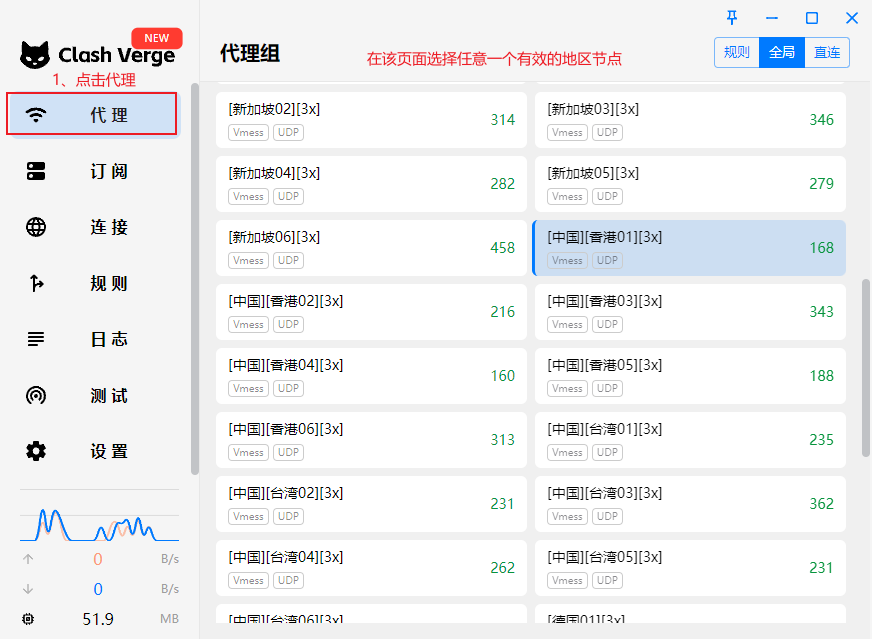 NEW
Clash Verge
1、点击代理
代理
订阅
连接
规则
日志
测试
设置
0 B/s
0 B/s
51.9 MB
代理组
在该页面选择任意一个有效的地区节点
规则 全局 直连
[新加坡02][3x]
Vmess UDP
314
[新加坡03][3x]
Vmess UDP
346
[新加坡04][3x]
Vmess UDP
282
[新加坡05][3x]
Vmess UDP
279
[新加坡06][3x]
Vmess UDP
458
[中国][香港01][3x]
Vmess UDP
168
[中国][香港02][3x]
Vmess UDP
216
[中国][香港03][3x]
Vmess UDP
343
[中国][香港04][3x]
Vmess UDP
160
[中国][香港05][3x]
Vmess UDP
188
[中国][香港06][3x]
Vmess UDP
313
[中国][台湾01][3x]
Vmess UDP
235
[中国][台湾02][3x]
Vmess UDP
231
[中国][台湾03][3x]
Vmess UDP
362
[中国][台湾04][3x]
Vmess UDP
262
[中国][台湾05][3x]
Vmess UDP
231
[中国][台湾06][3x]
[德国01][3x]